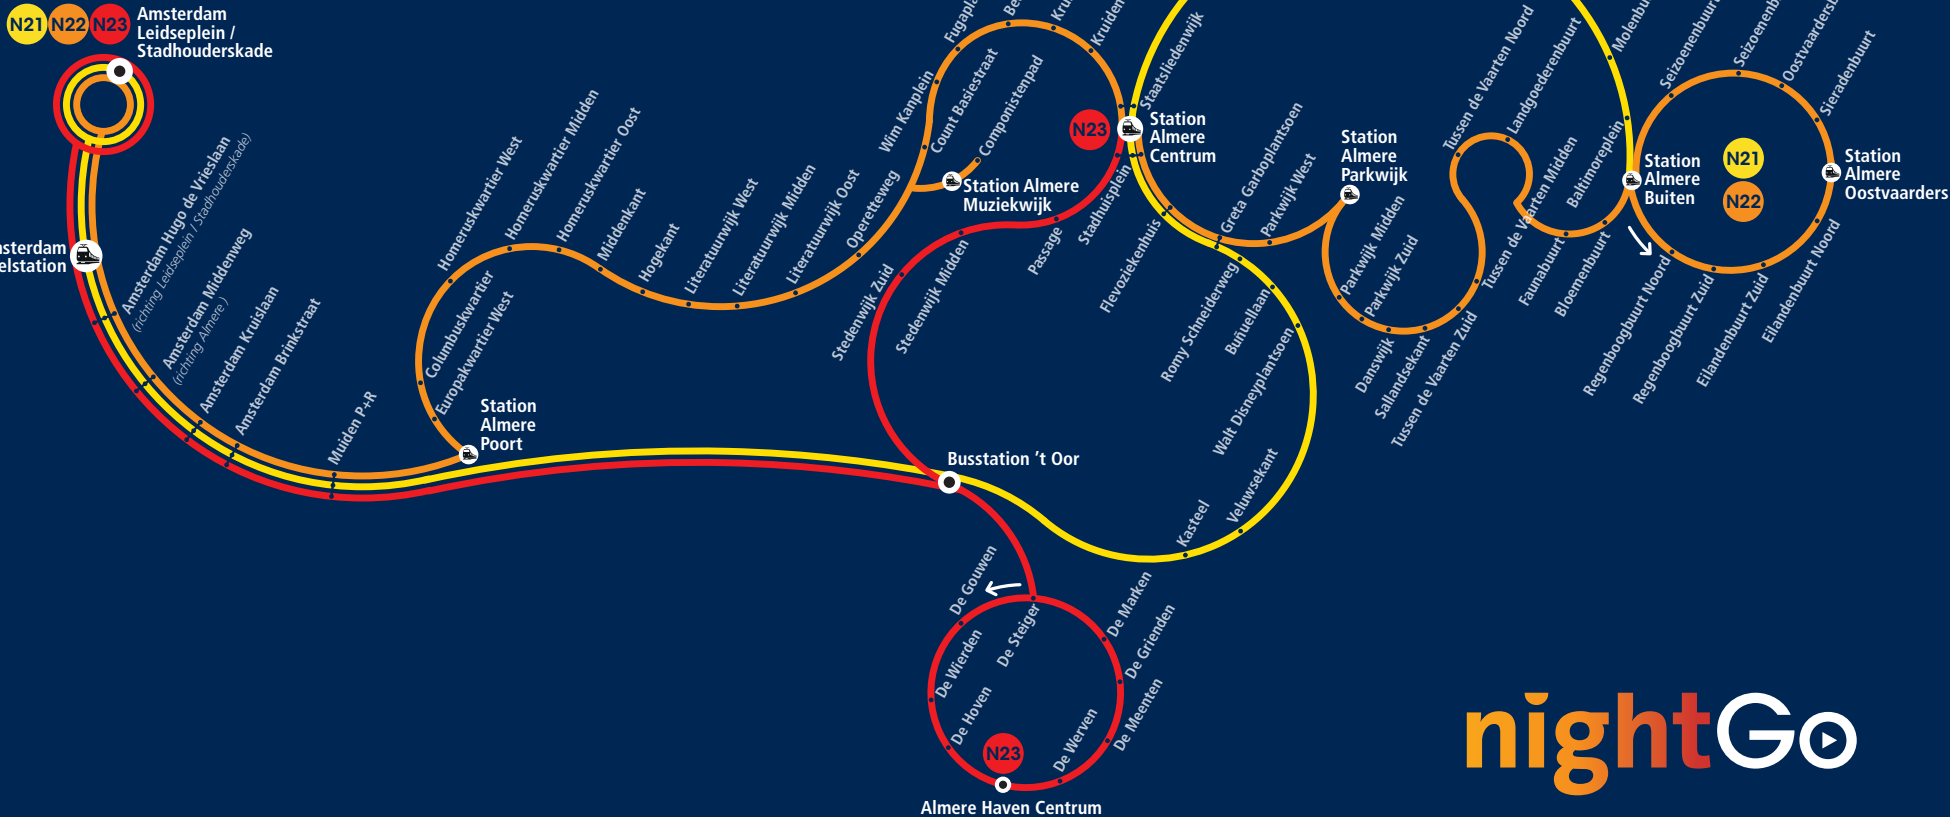 N21 N22 N23
Amsterdam
Leidseplein /
Stadhouderskade
Amsterdam Hugo de Vrieslaan
(richting Leidseplein / Stadhouderskade)
Amsterdam Middenweg
(richting Almere )
Amsterdam Kruislaan
Amsterdam Brinkstraat
Muiden P+R
Station
Almere
Poort
Europakwartier West
Columbuskwartier
Homeruskwartier West
Homeruskwartier Midden
Homeruskwartier Oost
Middenkant
Hogekant
Literatuurwijk West
Literatuurwijk Midden
Literatuurwijk Oost
Operetteweg
Wim Kanplein
Count Basiestraat
Componistenpad
Station Almere
Muziekwijk
N23
Station
Almere
Centrum
Staatsliedenwijk
Stadhuisplein
Passage
Stedenwijk Midden
Stedenwijk Zuid
Flevoziekenhuis
Greta Garboplantsoen
Parkwijk West
Station
Almere
Parkwijk
Romy Schneiderweg
Buñuellaan
Walt Disneyplantsoen
Veluwsekant
Kasteel
Parkwijk Midden
Parkwijk Zuid
Danswijk
Sallandsekant
Tussen de Vaarten Zuid
Tussen de Vaarten Midden
Tussen de Vaarten Noord
Landgoederenbuurt
Faunabuurt
Bloemenbuurt
Baltimoreplein
Station
Almere
Buiten
N21
N22
Station
Almere
Oostvaarders
Sieradenbuurt
Regenboogbuurt Noord
Regenboogbuurt Zuid
Eilandenbuurt Zuid
Eilandenbuurt Noord
Busstation 't Oor
De Gouwen
De Steiger
De Wierden
De Hoven
De Marken
De Grienden
De Meenten
De Werven
N23
Almere Haven Centrum
nightGo